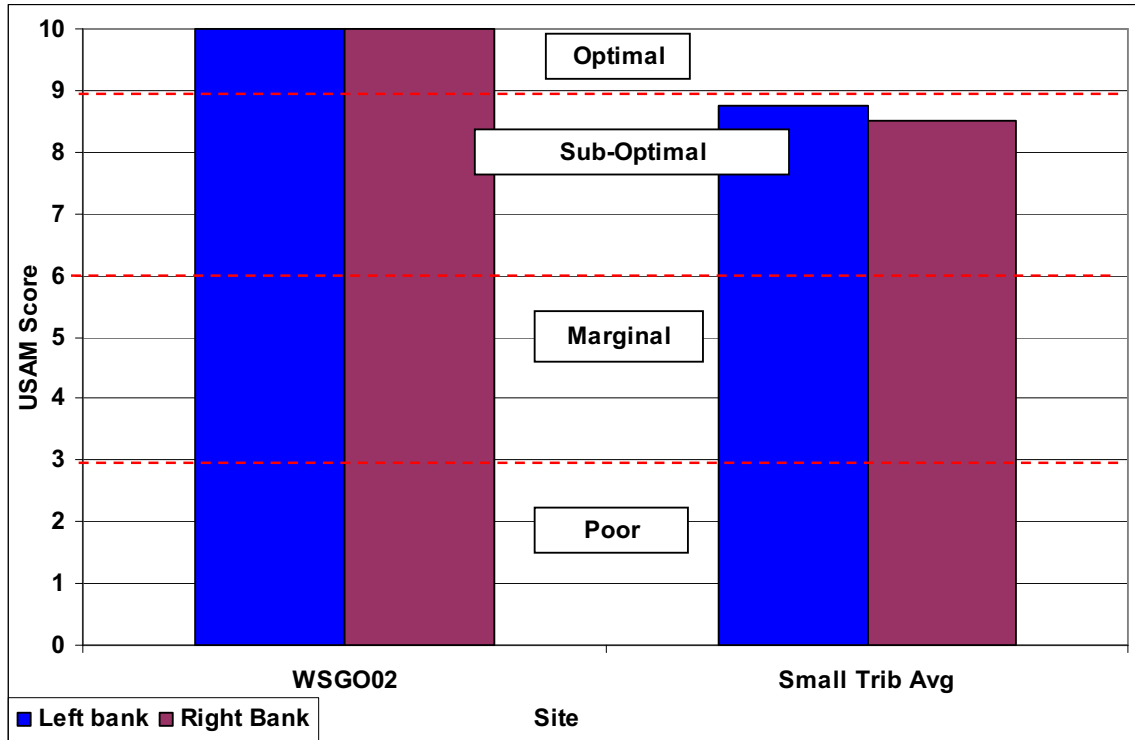 10
Optimal
9
Sub-Optimal
8
7
6
Marginal
5
4
3
Poor
2
1
0
USAM Score
WSGO02 Small Trib Avg
Left bank Right Bank
Site